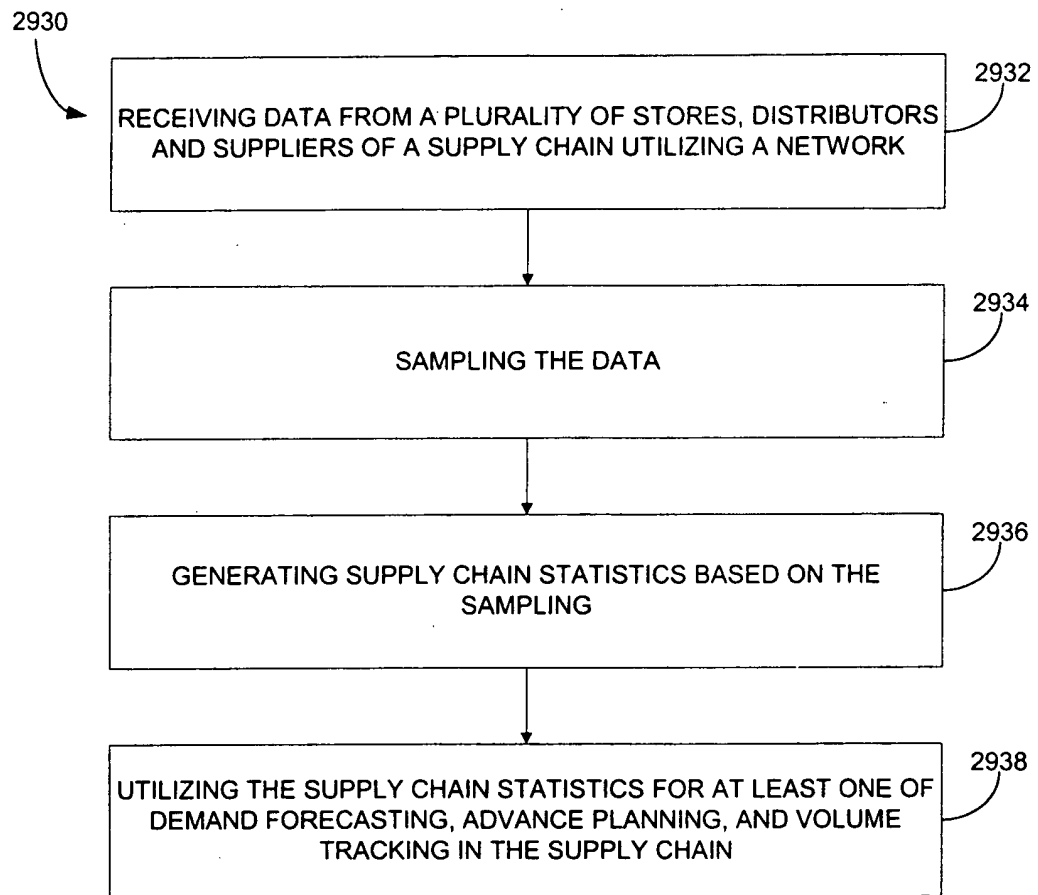 2930
2932
RECEIVING DATA FROM A PLURALITY OF STORES, DISTRIBUTORS
AND SUPPLIERS OF A SUPPLY CHAIN UTILIZING A NETWORK
2934
SAMPLING THE DATA
2936
GENERATING SUPPLY CHAIN STATISTICS BASED ON THE
SAMPLING
2938
UTILIZING THE SUPPLY CHAIN STATISTICS FOR AT LEAST ONE OF
DEMAND FORECASTING, ADVANCE PLANNING, AND VOLUME
TRACKING IN THE SUPPLY CHAIN